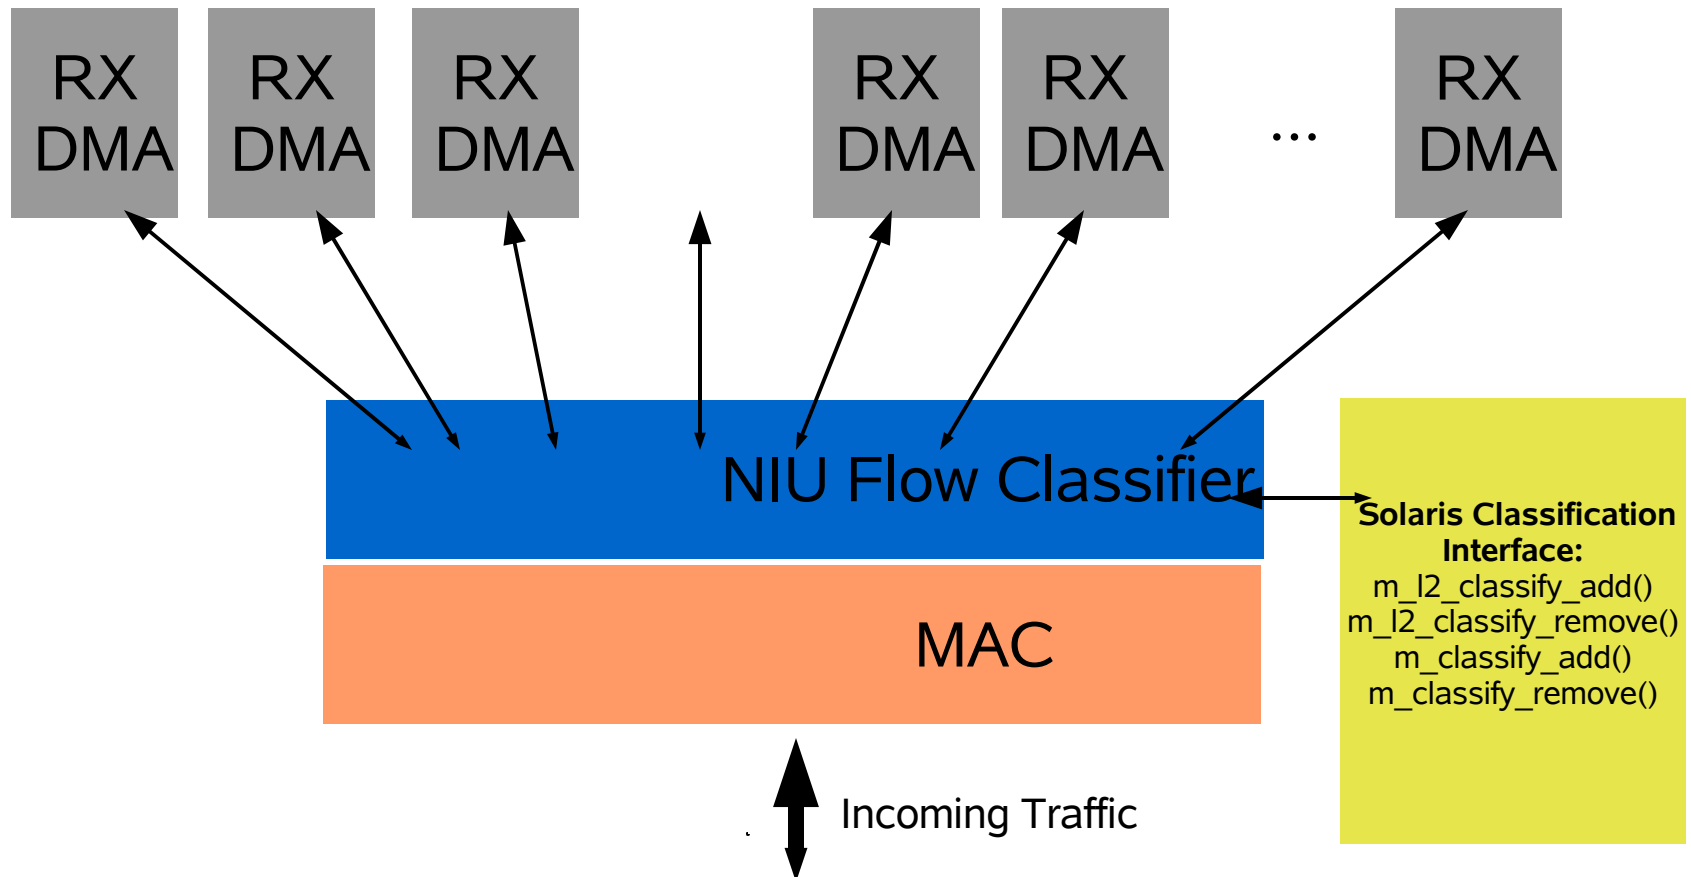 RX
DMA
RX
DMA
RX
DMA
RX
DMA
RX
DMA
...
RX
DMA
NIU Flow Classifier
Solaris Classification
Interface:
m_l2_classify_add()
m_l2_classify_remove()
m_classify_add()
m_classify_remove()
MAC
Incoming Traffic